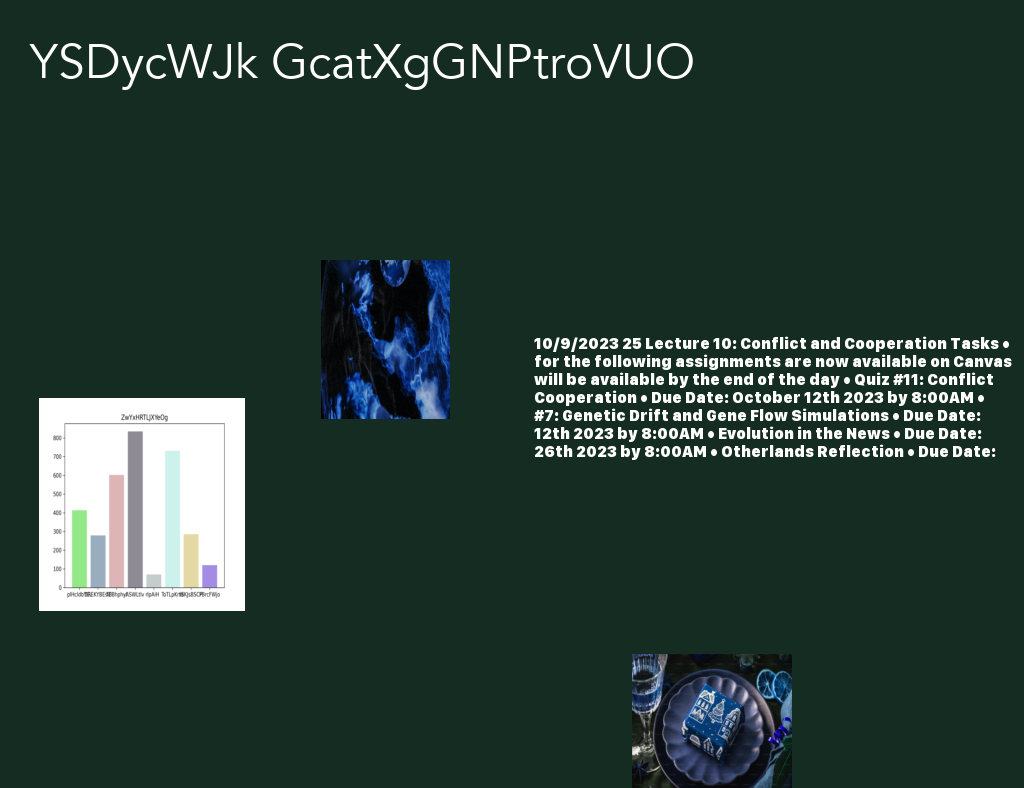 YSDycWJk GcatXgGNPtroVUO
10/9/2023 25 Lecture 10: Conflict and Cooperation Tasks •
for the following assignments are now available on Canvas
will be available by the end of the day • Quiz #11: Conflict
Cooperation • Due Date: October 12th 2023 by 8:00AM •
#7: Genetic Drift and Gene Flow Simulations • Due Date:
12th 2023 by 8:00AM • Evolution in the News • Due Date:
26th 2023 by 8:00AM • Otherlands Reflection • Due Date:
ZwYxHRTLJXYeOg
800
700
600
500
400
300
200
100
0
ripAiH